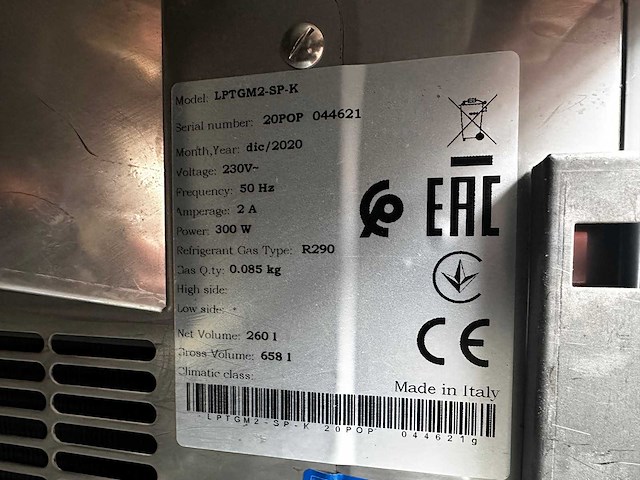 Model: LPTGM2-SP-K
Serial number: 20POP 044621
Month,Year: dic/2020
Voltage: 230V~
Frequency: 50 Hz
Amperage: 2 A
Power: 300 W
Refrigerant Gas Type: R290
Gas Q.ty: 0.085 kg
High side:
Low side: -
Net Volume: 260 l
Gross Volume: 658 l
Climatic class:
EAC
CE
Made in Italy
LPTGM2-SP-K 20POP 044621g